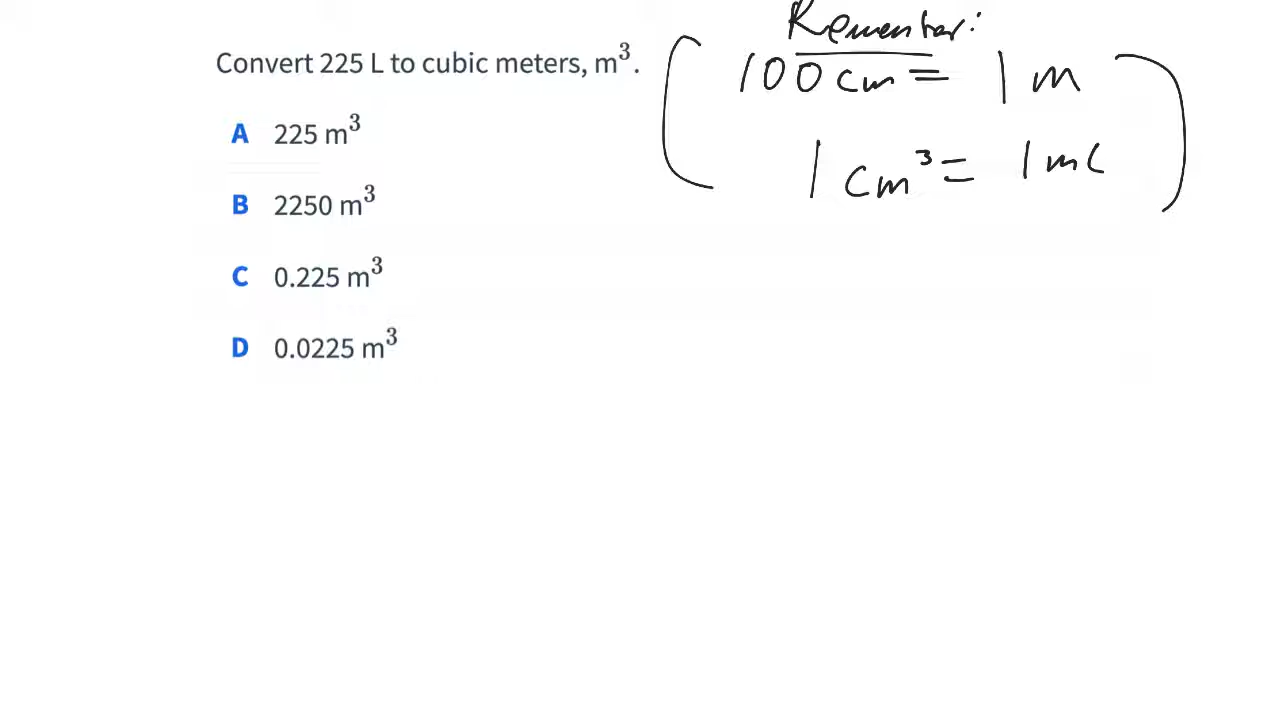 Remember:
Convert 225 L to cubic meters, m³.
100 cm = 1 m
A 225 m³
1 cm³ = 1 mL
B 2250 m³
C 0.225 m³
D 0.0225 m³